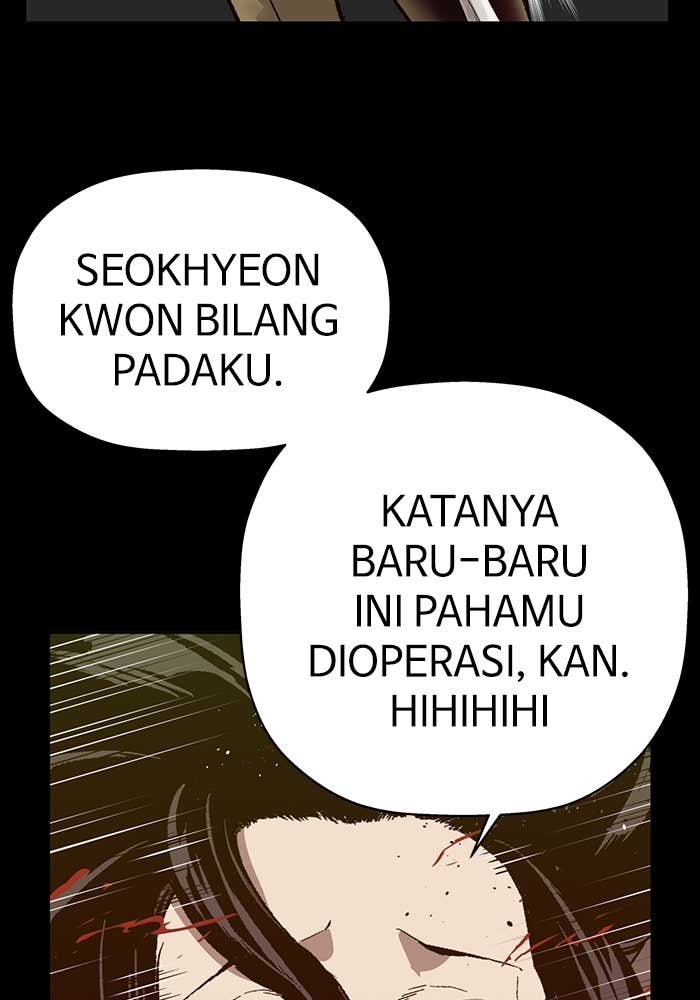 SEOKHYEON
KWON BILANG
PADAKU.
KATANYA
BARU-BARU
INI PAHAMU
DIOPERASI, KAN.
HIHIHIHI